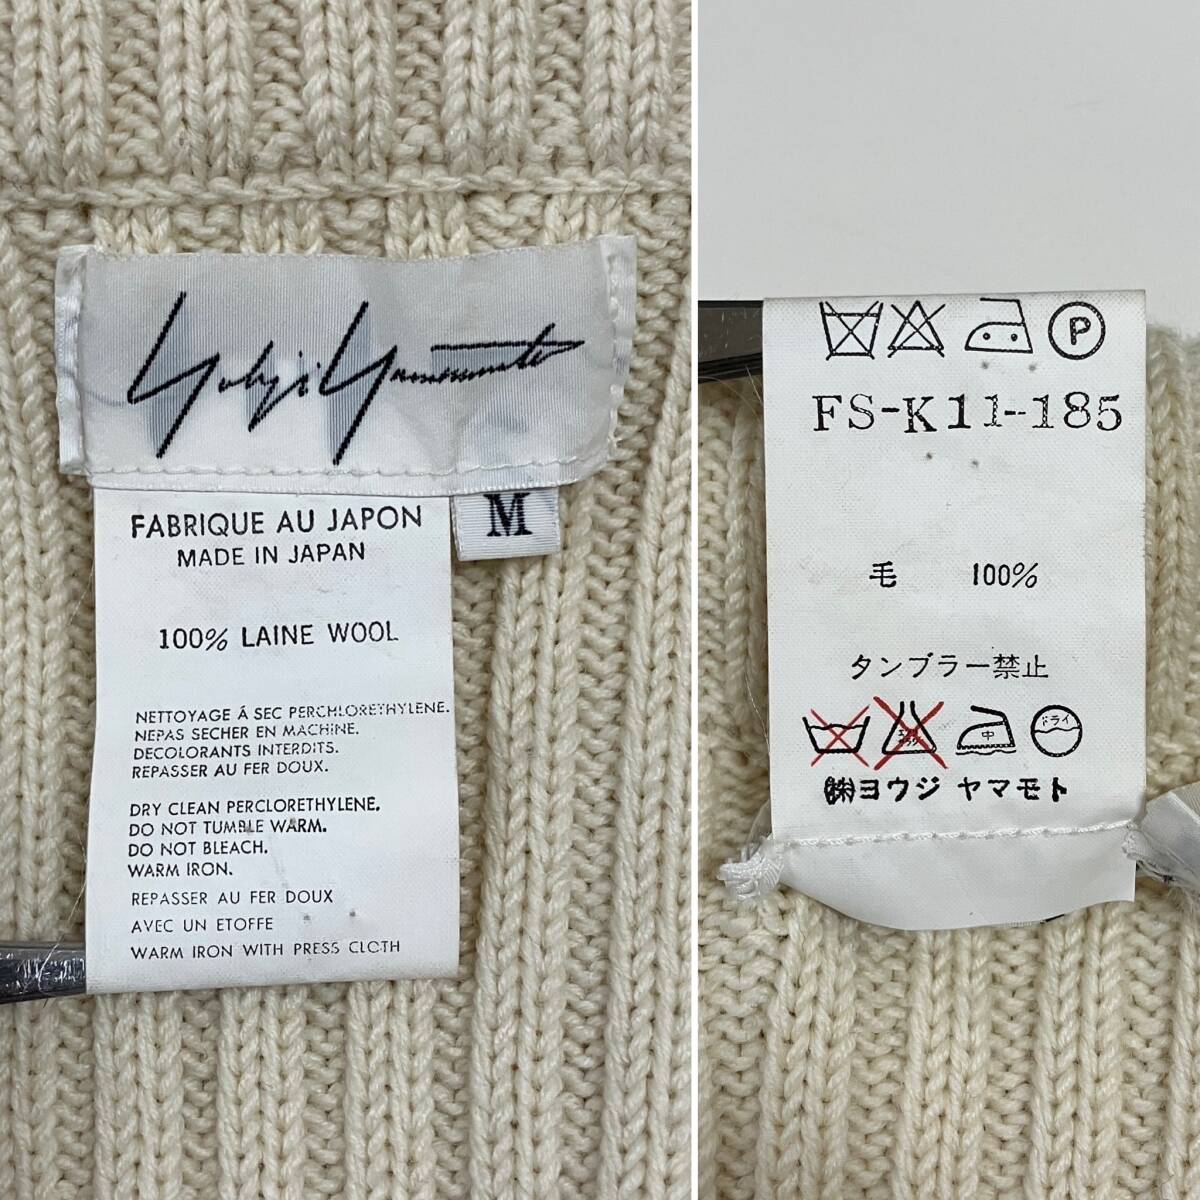 Yohji Yamamoto
M
FABRIQUE AU JAPON
MADE IN JAPAN
100% LAINE WOOL
NETTOYAGE Á SEC PERCHLORETHYLENE.
NEPAS SECHER EN MACHINE.
DECOLORANTS INTERDITS.
REPASSER AU FER DOUX.
DRY CLEAN PERCLORETHYLENE.
DO NOT TUMBLE WARM.
DO NOT BLEACH.
WARM IRON.
REPASSER AU FER DOUX
AVEC UN ETOFFE
WARM IRON WITH PRESS CLOTH
P
FS-K11-185
毛 100%
タンブラー禁止
中 ドライ
㈱ヨウジ ヤマモト